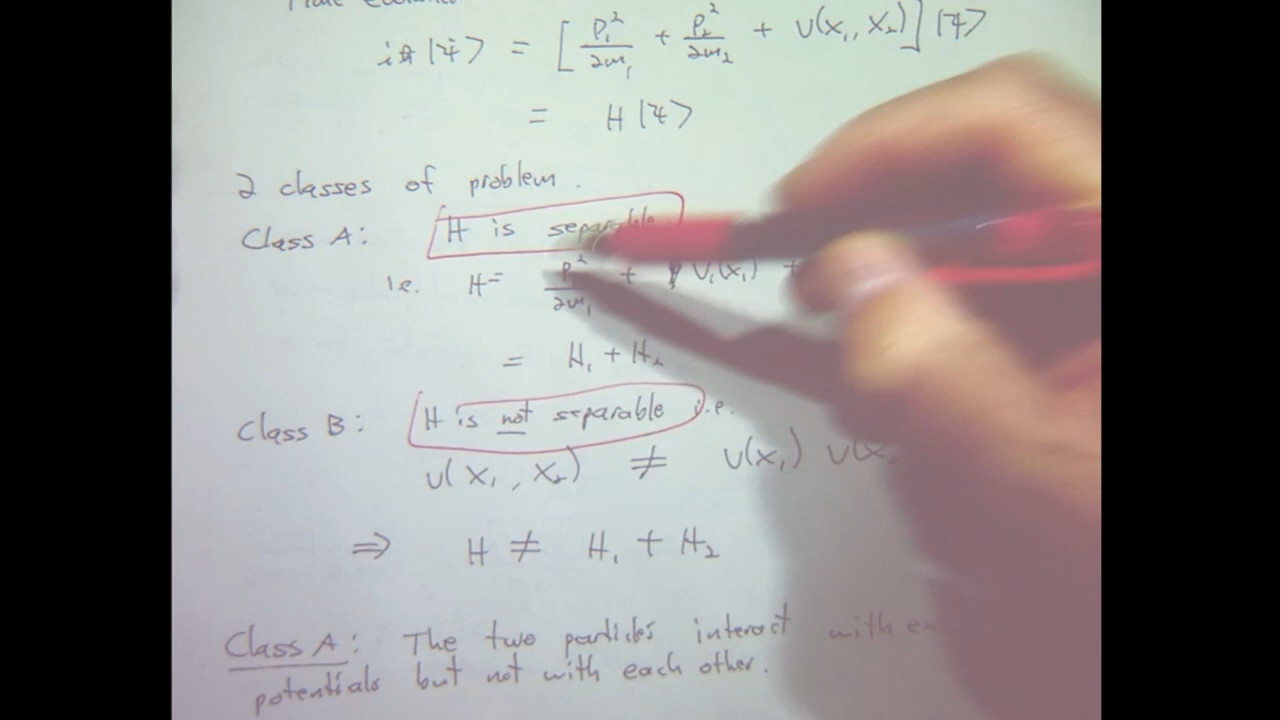 iħ|ψ̇> = [P₁²/2m₁ + P₂²/2m₂ + U(x₁, x₂)] |ψ>
= H |ψ>
2 classes of problem.
Class A: H is separable
i.e. H = P₁²/2m₁ + U₁(x₁) +
= H₁ + H₂
Class B: H is not separable i.e.
U(x₁, x₂) ≠ U(x₁) U(x
⇒ H ≠ H₁ + H₂
Class A: The two particles interact with
potentials but not with each other.